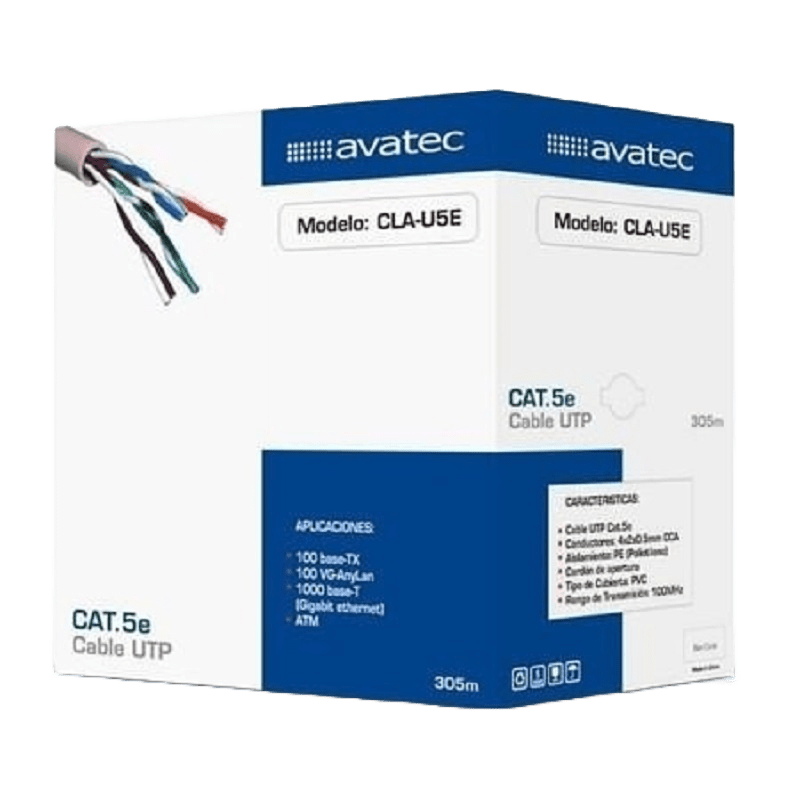 avatec
Modelo: CLA-U5E
APLICACIONES:
100 base-TX
100 VG-AnyLan
1000 base-T
(Gigabit ethernet)
ATM
CAT.5e
Cable UTP
305m
avatec
Modelo: CLA-U5E
CAT.5e
Cable UTP
305m
CARACTERISTICAS:
Cable UTP Cat.5e
Conductores: 4x2x0.5mm CCA
Aislamiento: PE (Polietileno)
Cordón de apertura
Tipo de Cubierta: PVC
Rango de Transmisión: 100MHz